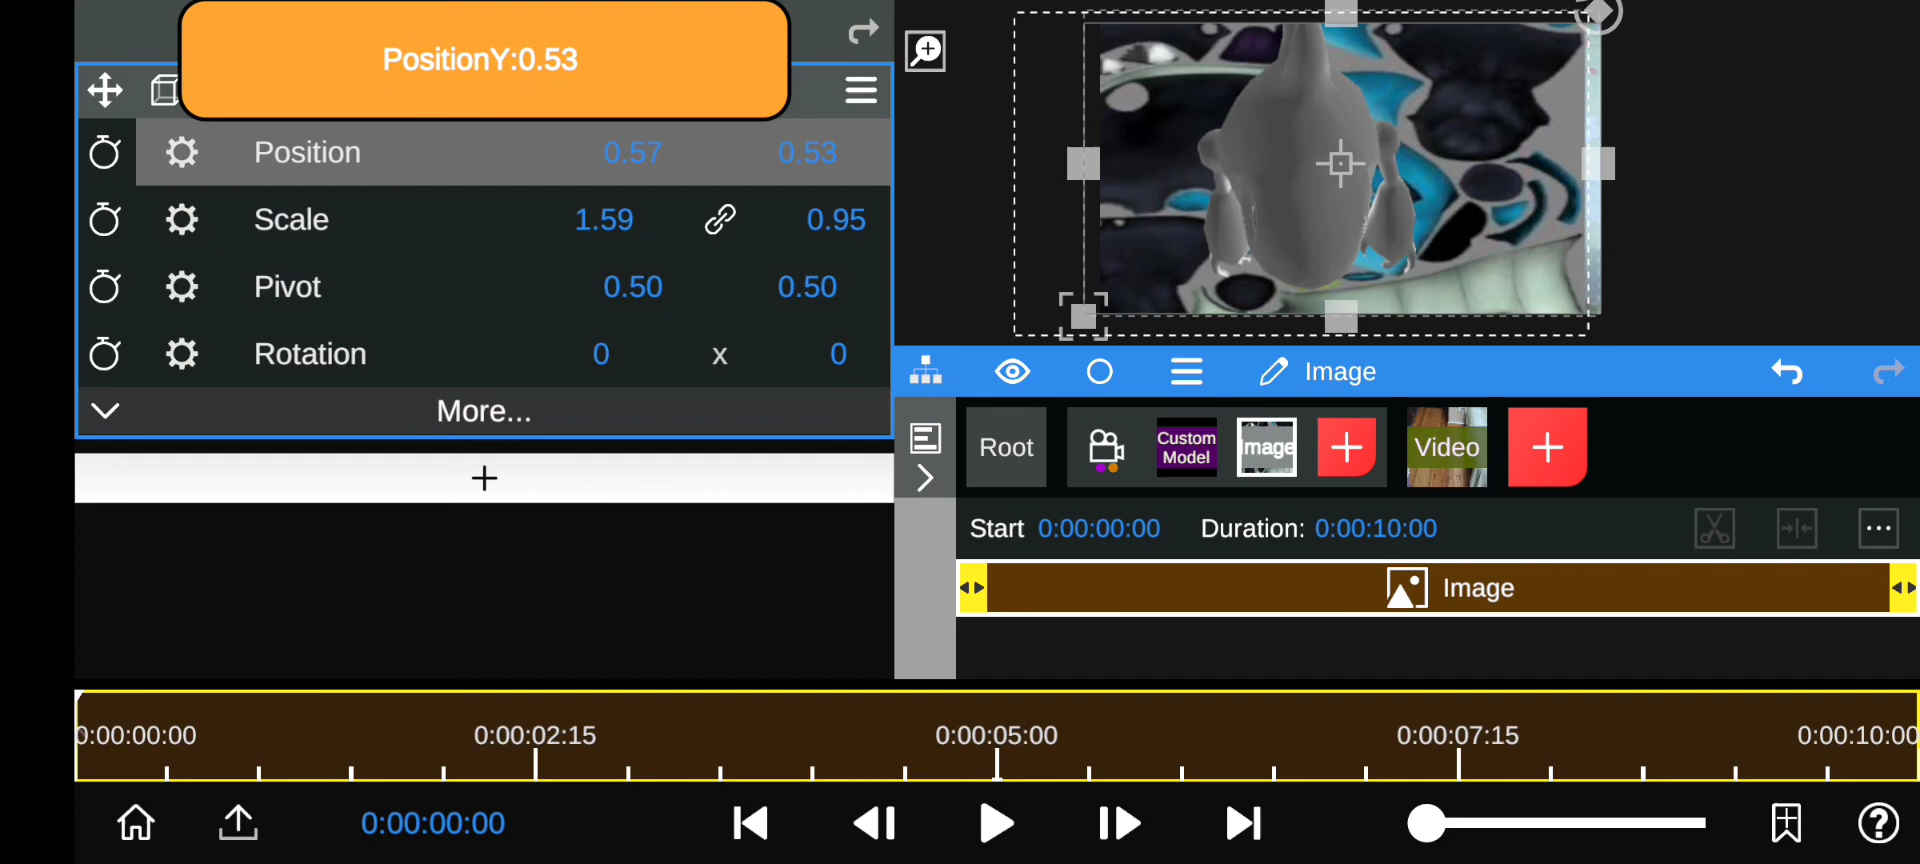 PositionY:0.53
Position 0.57 0.53
Scale 1.59 0.95
Pivot 0.50 0.50
Rotation 0 x 0
More...
+
Image
Root
Custom
Model
Image
Video
Start 0:00:00:00 Duration: 0:00:10:00
Image
0:00:00:00 0:00:02:15 0:00:05:00 0:00:07:15 0:00:10:00
0:00:00:00